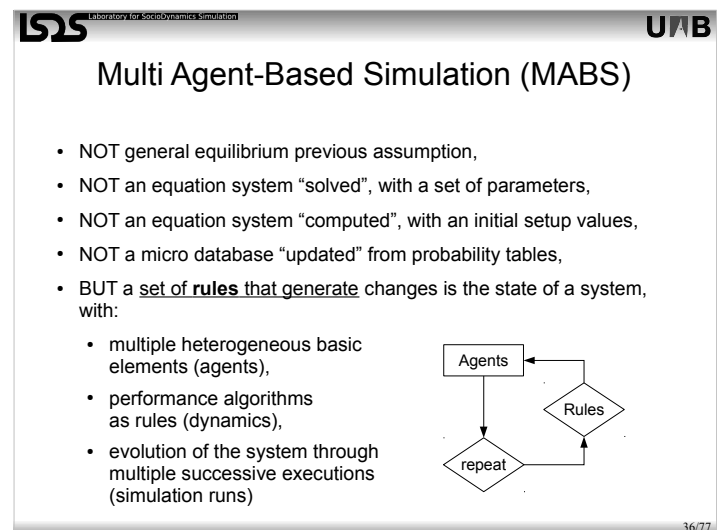 LSDS Laboratory for SocioDynamics Simulation
UAB
Multi Agent-Based Simulation (MABS)
• NOT general equilibrium previous assumption,
• NOT an equation system “solved”, with a set of parameters,
• NOT an equation system “computed”, with an initial setup values,
• NOT a micro database “updated” from probability tables,
• BUT a set of rules that generate changes is the state of a system,
with:
• multiple heterogeneous basic
elements (agents),
• performance algorithms
as rules (dynamics),
• evolution of the system through
multiple successive executions
(simulation runs)
Agents
Rules
repeat
36/77